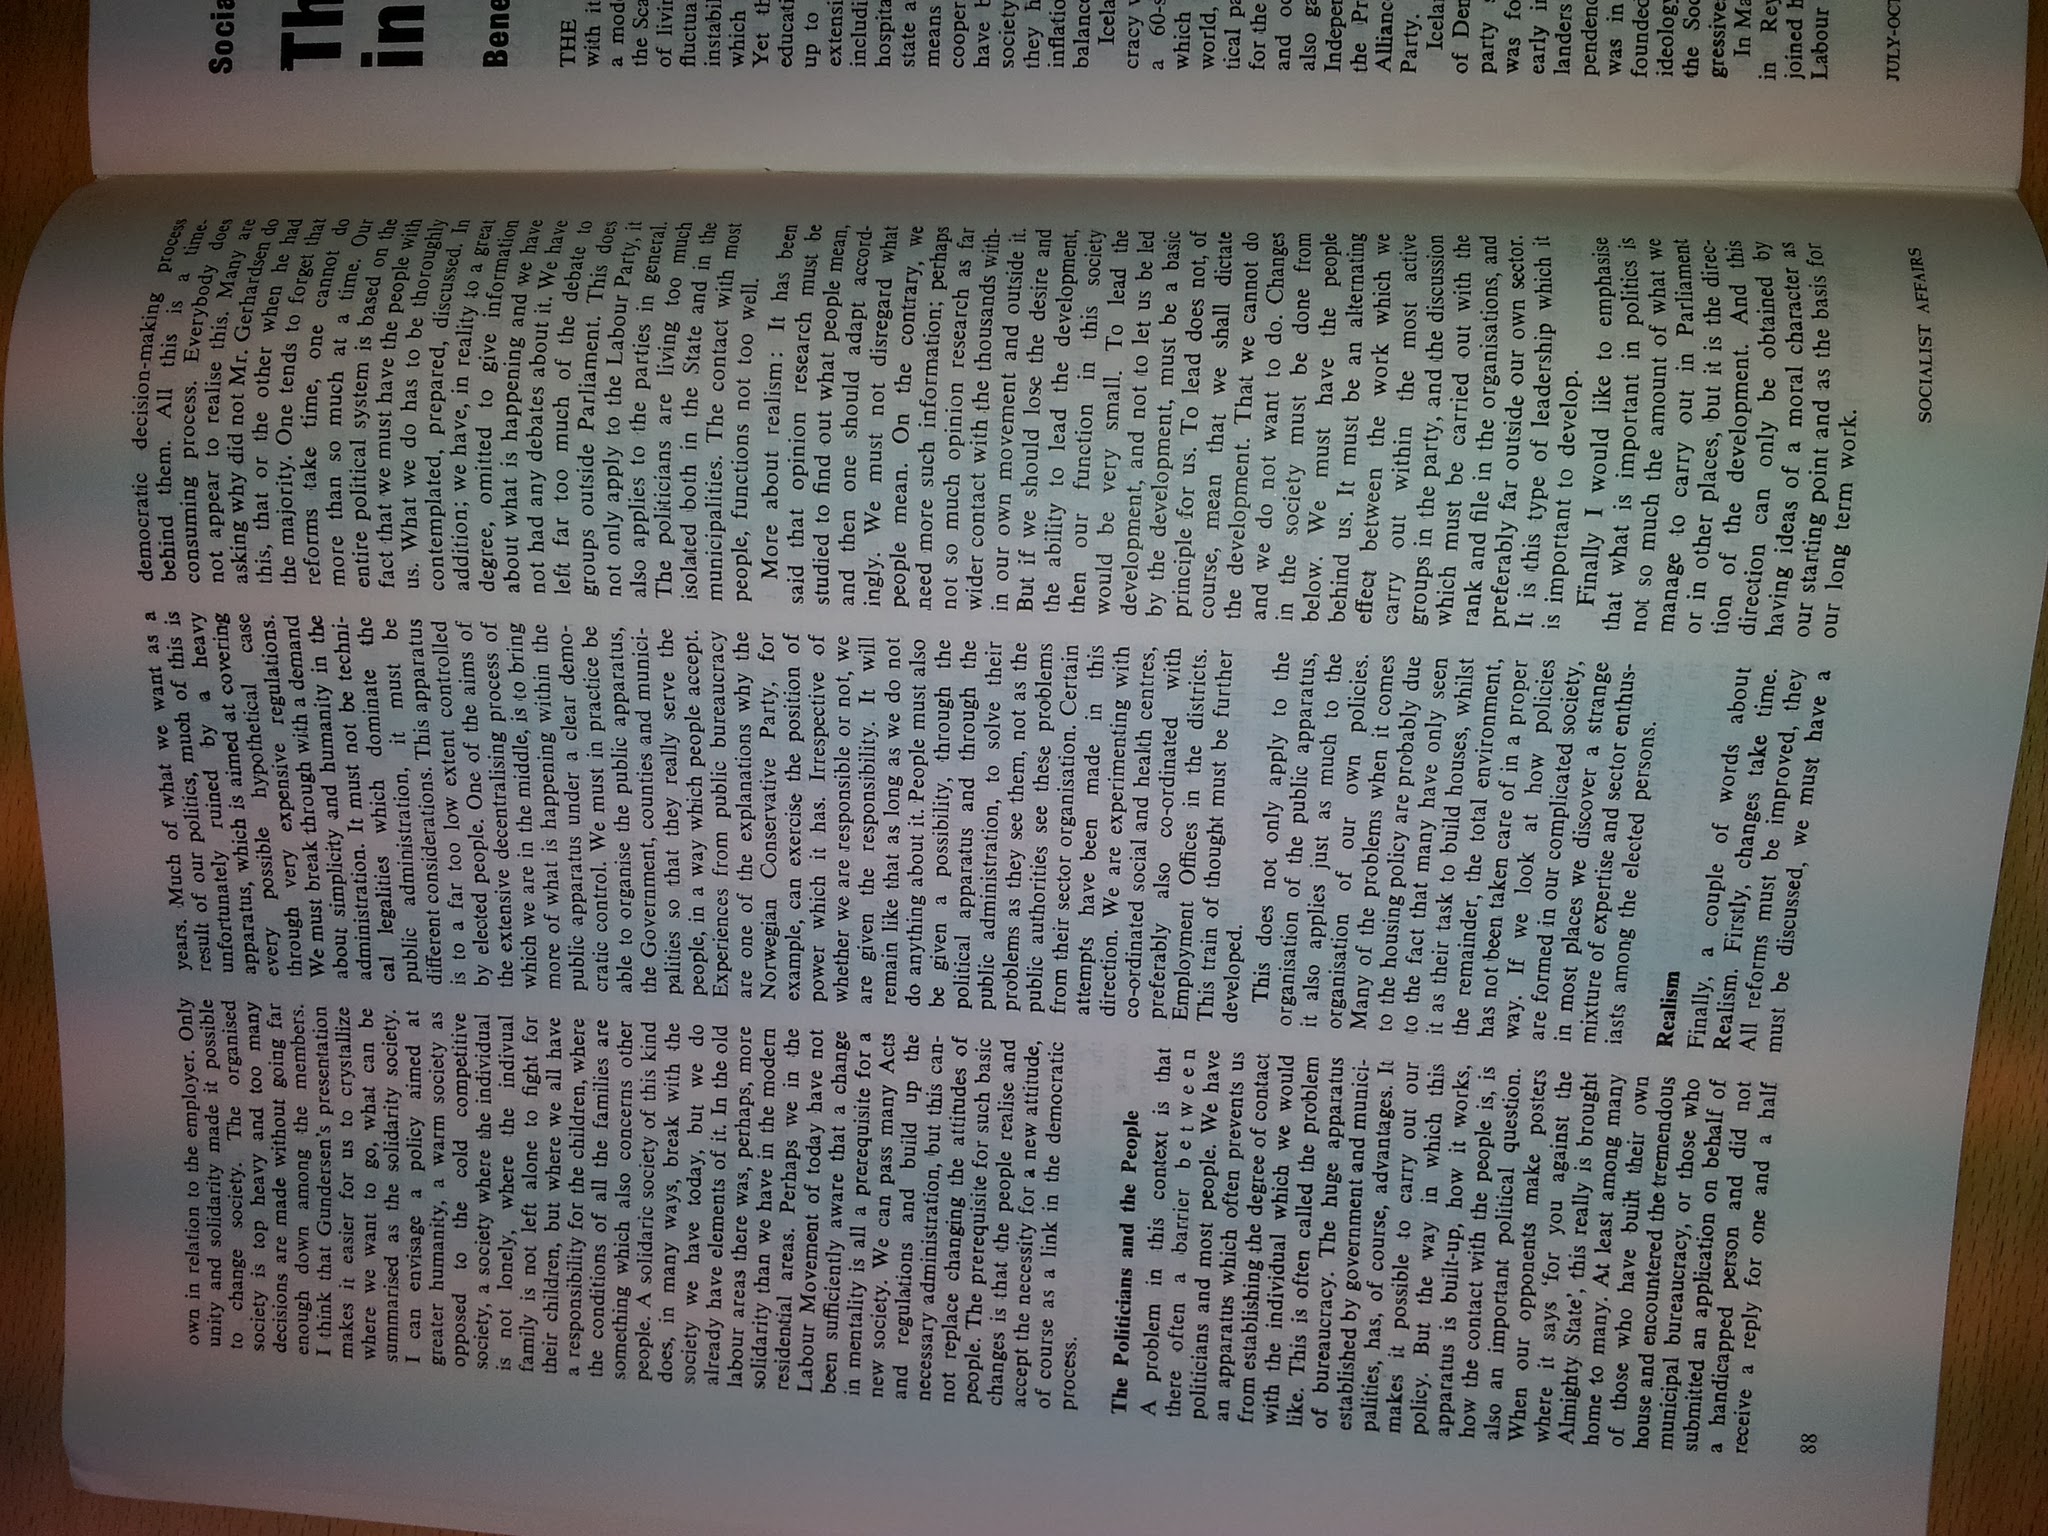 own in relation to the employer. Only
unity and solidarity made it possible
to change society. The organised
society is top heavy and too many
decisions are made without going far
enough down among the members.
I think that Gundersen's presentation
makes it easier for us to crystallize
where we want to go, what can be
summarised as the solidarity society.
I can envisage a policy aimed at
greater humanity, a warm society as
opposed to the cold competitive
society, a society where the individual
is not lonely, where the indivual
family is not left alone to fight for
their children, but where we all have
a responsibility for the children, where
the conditions of all the families are
something which also concerns other
people. A solidaric society of this kind
does, in many ways, break with the
society we have today, but we do
already have elements of it. In the old
labour areas there was, perhaps, more
solidarity than we have in the modern
residential areas. Perhaps we in the
Labour Movement of today have not
been sufficiently aware that a change
in mentality is all a prerequisite for a
new society. We can pass many Acts
and regulations and build up the
necessary administration, but this can-
not replace changing the attitudes of
people. The prerequisite for such basic
changes is that the people realise and
accept the necessity for a new attitude,
of course as a link in the democratic
process.
The Politicians and the People
A problem in this context is that
there often a barrier between
politicians and most people. We have
an apparatus which often prevents us
from establishing the degree of contact
with the individual which we would
like. This is often called the problem
of bureaucracy. The huge apparatus
established by government and munici-
palities, has, of course, advantages. It
makes it possible to carry out our
policy. But the way in which this
apparatus is built-up, how it works,
how the contact with the people is, is
also an important political question.
When our opponents make posters
where it says 'for you against the
Almighty State', this really is brought
home to many. At least among many
of those who have built their own
house and encountered the tremendous
municipal bureaucracy, or those who
submitted an application on behalf of
a handicapped person and did not
receive a reply for one and a half
years. Much of what we want as a
result of our politics, much of this is
unfortunately ruined by a heavy
apparatus, which is aimed at covering
every possible hypothetical case
through very expensive regulations.
We must break through with a demand
about simplicity and humanity in the
administration. It must not be techni-
cal legalities which dominate the
public administration, it must be
different considerations. This apparatus
is to a far too low extent controlled
by elected people. One of the aims of
the extensive decentralising process of
which we are in the middle, is to bring
more of what is happening within the
public apparatus under a clear demo-
cratic control. We must in practice be
able to organise the public apparatus,
the Government, counties and munici-
palities so that they really serve the
people, in a way which people accept.
Experiences from public bureaucracy
are one of the explanations why the
Norwegian Conservative Party, for
example, can exercise the position of
power which it has. Irrespective of
whether we are responsible or not, we
are given the responsibility. It will
remain like that as long as we do not
do anything about it. People must also
be given a possibility, through the
political apparatus and through the
public administration, to solve their
problems as they see them, not as the
public authorities see these problems
from their sector organisation. Certain
attempts have been made in this
direction. We are experimenting with
co-ordinated social and health centres,
preferably also co-ordinated with
Employment Offices in the districts.
This train of thought must be further
developed.
This does not only apply to the
organisation of the public apparatus,
it also applies just as much to the
organisation of our own policies.
Many of the problems when it comes
to the housing policy are probably due
to the fact that many have only seen
it as their task to build houses, whilst
the remainder, the total environment,
has not been taken care of in a proper
way. If we look at how policies
are formed in our complicated society,
in most places we discover a strange
mixture of expertise and sector enthus-
iasts among the elected persons.
Realism
Finally, a couple of words about
Realism. Firstly, changes take time.
All reforms must be improved, they
must be discussed, we must have a
democratic decision-making process
behind them. All this is a time-
consuming process. Everybody does
not appear to realise this. Many are
asking why did not Mr. Gerhardsen do
this, that or the other when he had
the majority. One tends to forget that
reforms take time, one cannot do
more than so much at a time. Our
entire political system is based on the
fact that we must have the people with
us. What we do has to be thoroughly
contemplated, prepared, discussed. In
addition; we have, in reality to a great
degree, omitted to give information
about what is happening and we have
not had any debates about it. We have
left far too much of the debate to
groups outside Parliament. This does
not only apply to the Labour Party, it
also applies to the parties in general.
The politicians are living too much
isolated both in the State and in the
municipalities. The contact with most
people, functions not too well.
More about realism: It has been
said that opinion research must be
studied to find out what people mean,
and then one should adapt accord-
ingly. We must not disregard what
people mean. On the contrary, we
need more such information; perhaps
not so much opinion research as far
wider contact with the thousands with-
in our own movement and outside it.
But if we should lose the desire and
the ability to lead the development,
then our function in this society
would be very small. To lead the
development, and not to let us be led
by the development, must be a basic
principle for us. To lead does not, of
course, mean that we shall dictate
the development. That we cannot do
and we do not want to do. Changes
in the society must be done from
below. We must have the people
behind us. It must be an alternating
effect between the work which we
carry out within the most active
groups in the party, and the discussion
which must be carried out with the
rank and file in the organisations, and
preferably far outside our own sector.
It is this type of leadership which it
is important to develop.
Finally I would like to emphasise
that what is important in politics is
not so much the amount of what we
manage to carry out in Parliament
or in other places, but it is the direc-
tion of the development. And this
direction can only be obtained by
having ideas of a moral character as
our starting point and as the basis for
our long term work.
88
SOCIALIST AFFAIRS
Socia
Th
in
Bene
THE
with it
a mode
the Sca
of livin
fluctua
instabil
which
Yet th
educati
up to
extensi
includi
hospita
state a
means
cooper
have b
society
they h
inflatio
balance
Icela
cracy v
a 60-s
which
world,
tical pa
for the
and oc
also ga
Indepen
the Pr
Alliance
Party.
Icelan
of Dem
party s
was fo
early in
landers
pendenc
was in
founded
ideology
the Soc
gressive
In Ma
in Rey
joined h
Labour
JULY-OCT